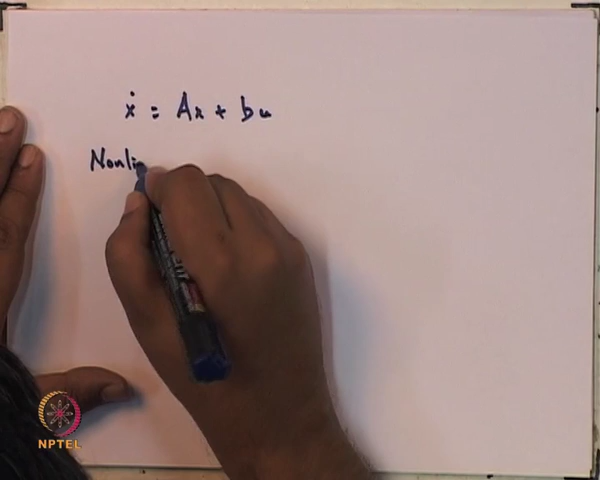 ẋ = Ax + bu
Nonli
NPTEL